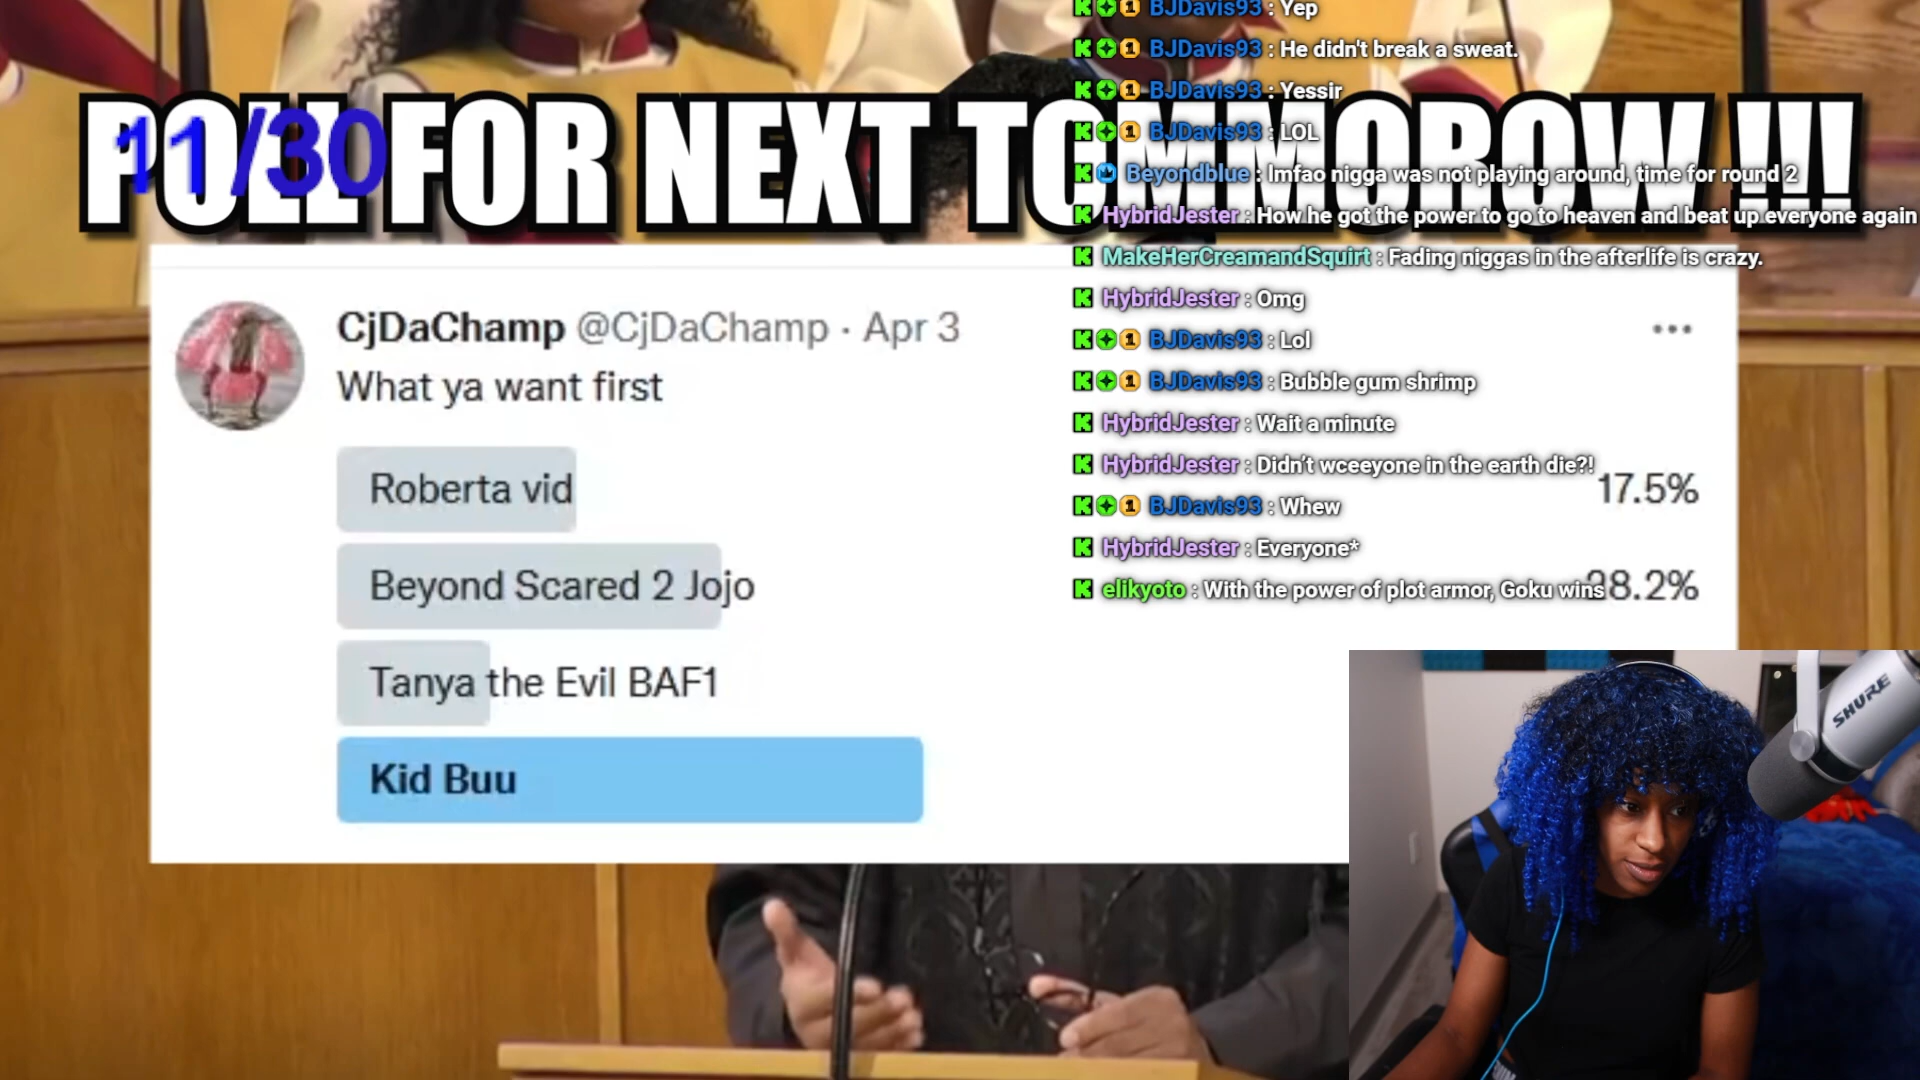 POLL FOR NEXT TOMMOROW !!!
11/30
CjDaChamp @CjDaChamp · Apr 3
What ya want first
Roberta vid 17.5%
Beyond Scared 2 Jojo 28.2%
Tanya the Evil BAF1
Kid Buu
BJDavis93 : Yep
BJDavis93 : He didn't break a sweat.
BJDavis93 : Yessir
BJDavis93 : LOL
Beyondblue : lmfao nigga was not playing around, time for round 2
HybridJester : How he got the power to go to heaven and beat up everyone again
MakeHerCreamandSquirt : Fading niggas in the afterlife is crazy.
HybridJester : Omg
BJDavis93 : Lol
BJDavis93 : Bubble gum shrimp
HybridJester : Wait a minute
HybridJester : Didn't wceeyone in the earth die?!
BJDavis93 : Whew
HybridJester : Everyone*
elikyoto : With the power of plot armor, Goku wins
SHURE